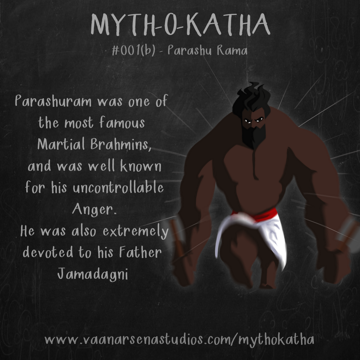 MYTH-O-KATHA
#001(b) - Parashu Rama
Parashuram was one of
the most famous
Martial Brahmins,
and was well known
for his uncontrollable
Anger.
He was also extremely
devoted to his Father
Jamadagni
www.vaanarsenastudios.com/mythokatha